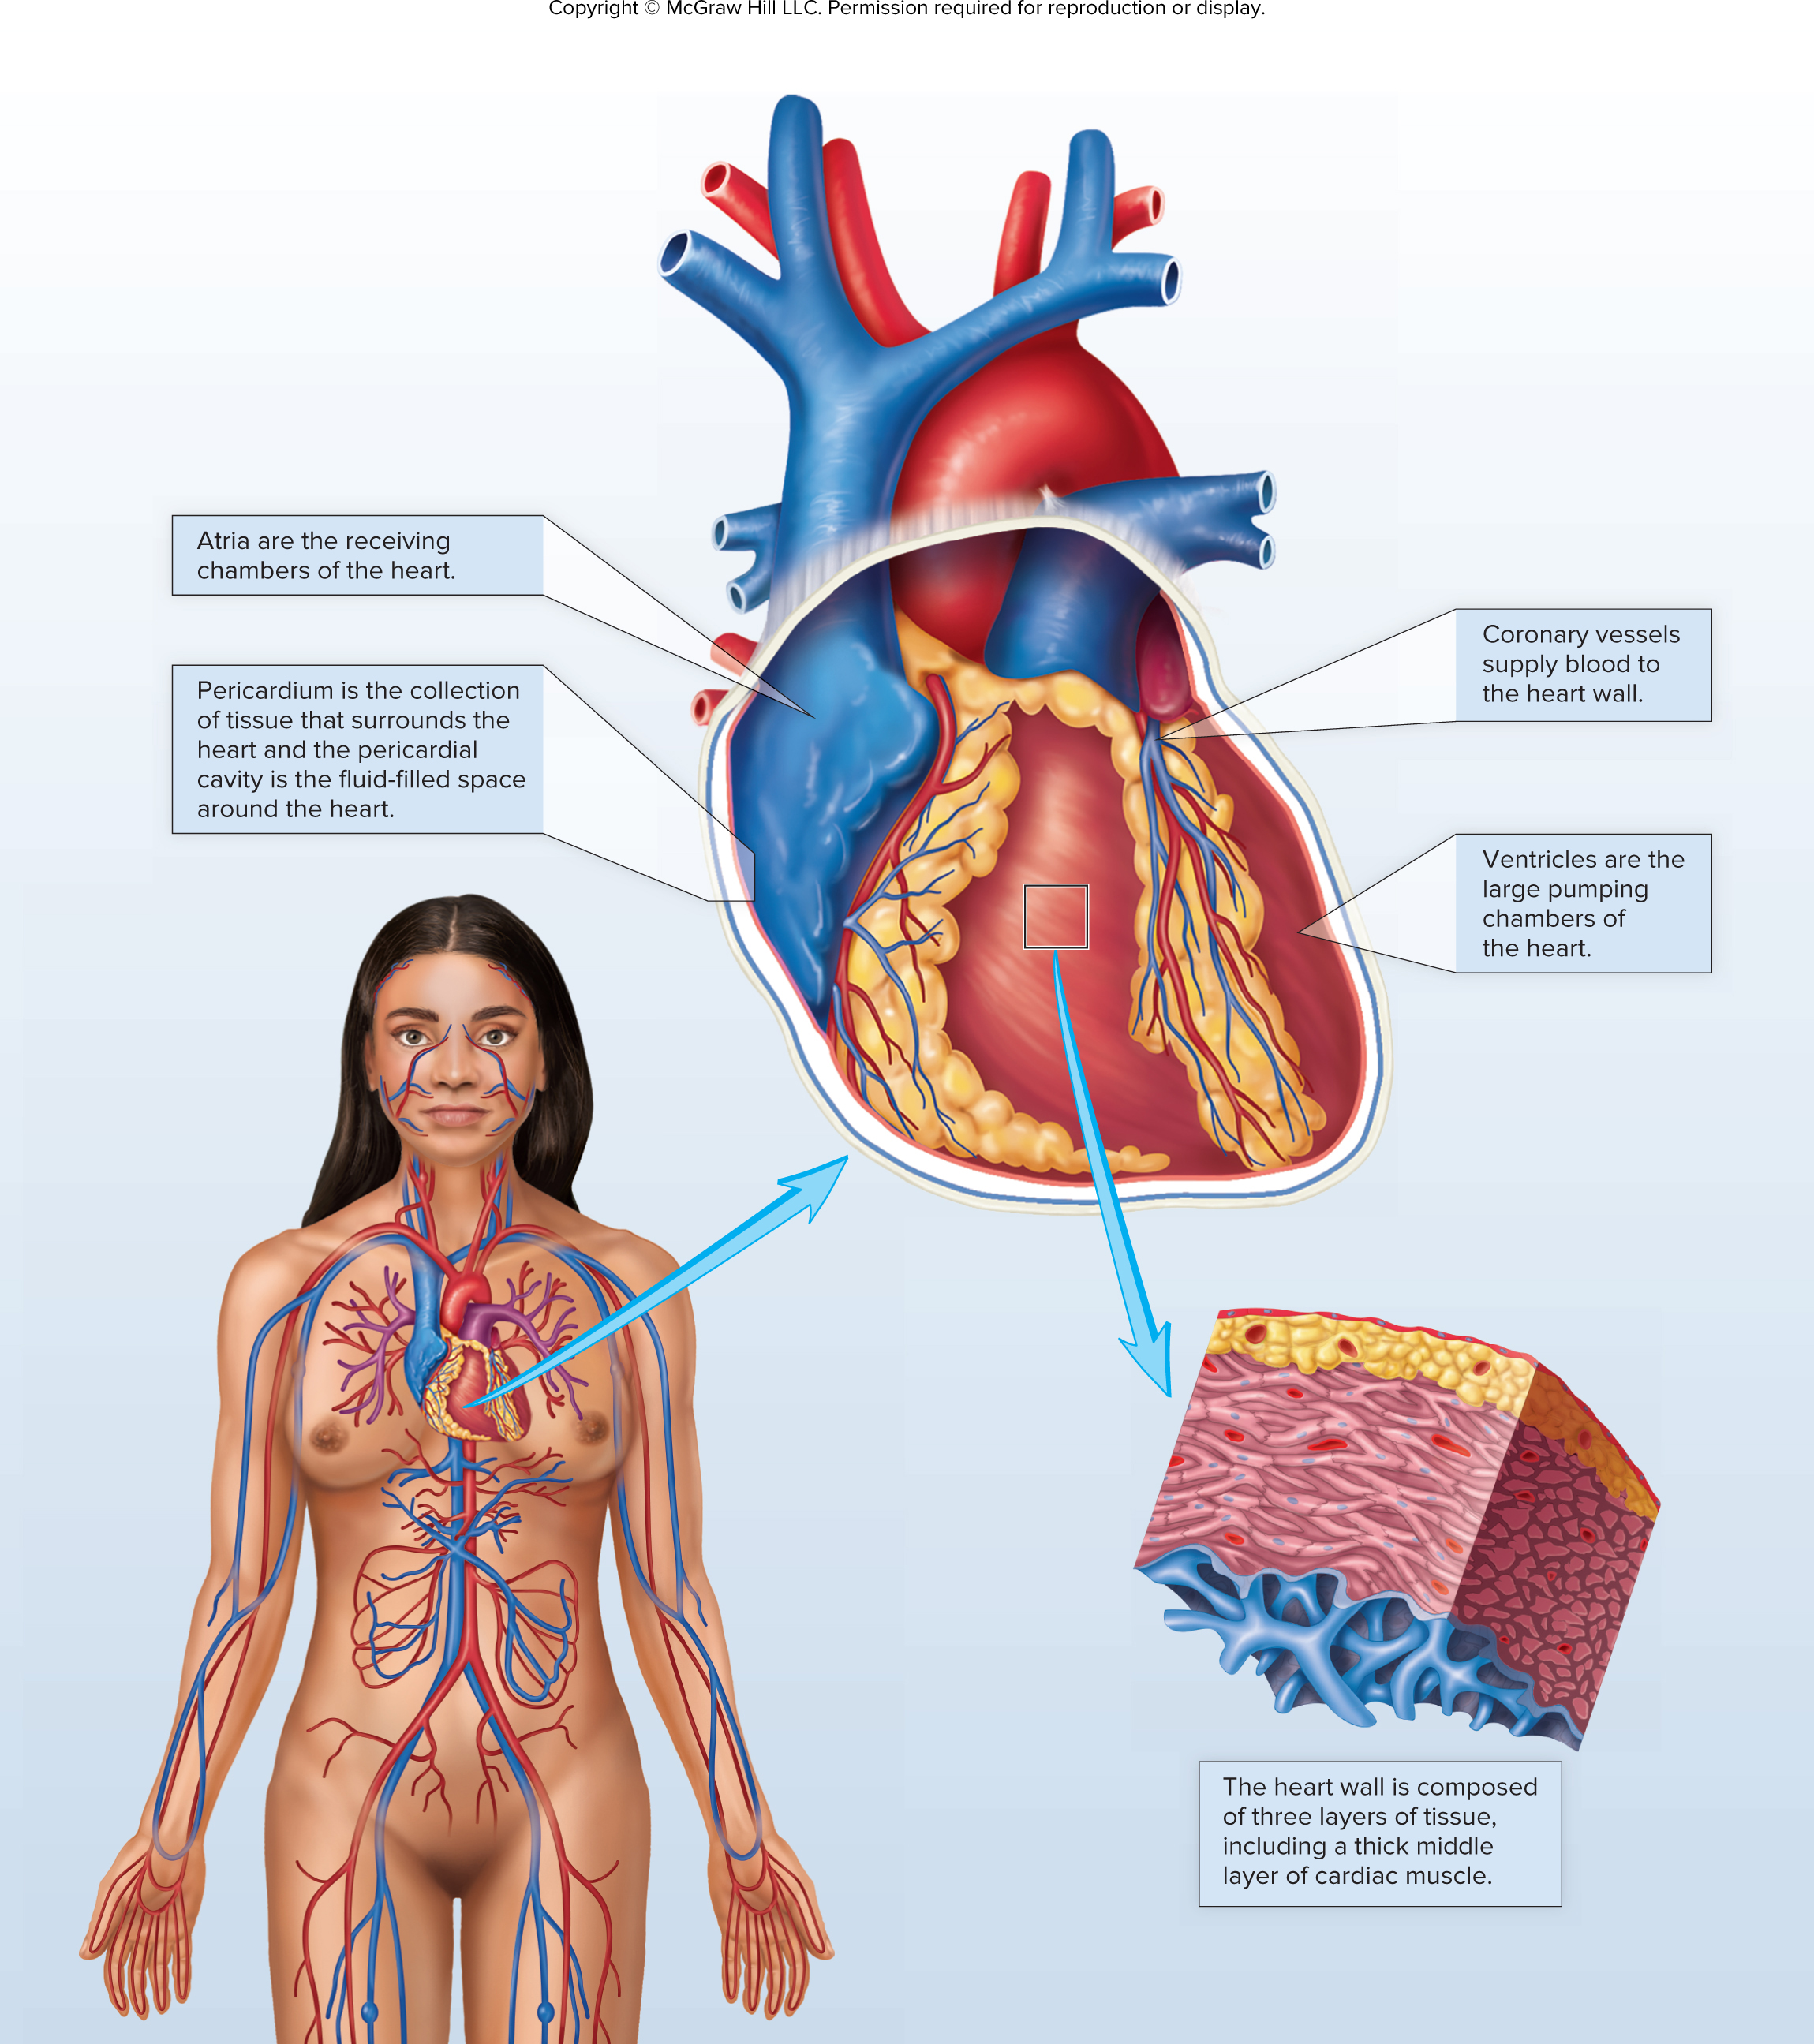 Copyright © McGraw Hill LLC. Permission required for reproduction or display.
Atria are the receiving
chambers of the heart.
Pericardium is the collection
of tissue that surrounds the
heart and the pericardial
cavity is the fluid-filled space
around the heart.
Coronary vessels
supply blood to
the heart wall.
Ventricles are the
large pumping
chambers of
the heart.
The heart wall is composed
of three layers of tissue,
including a thick middle
layer of cardiac muscle.